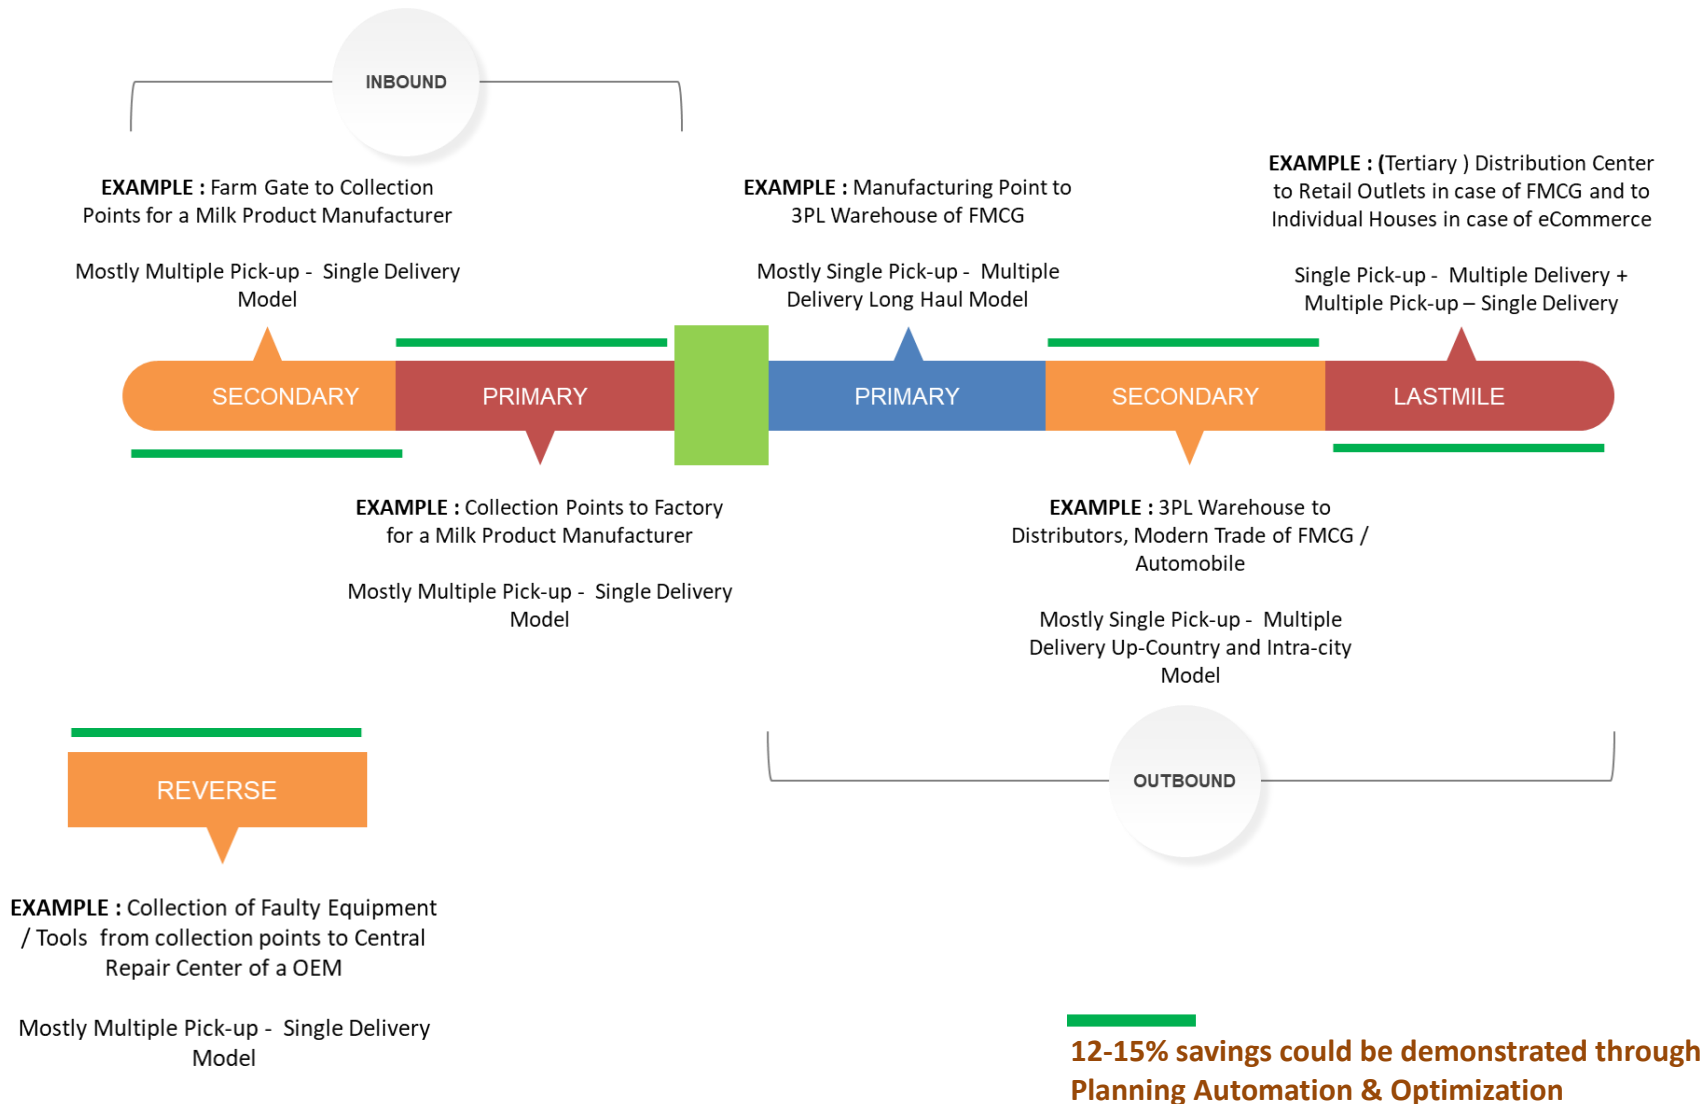 INBOUND
EXAMPLE : Farm Gate to Collection
Points for a Milk Product Manufacturer
Mostly Multiple Pick-up - Single Delivery
Model
EXAMPLE : Manufacturing Point to
3PL Warehouse of FMCG
Mostly Single Pick-up - Multiple
Delivery Long Haul Model
EXAMPLE : (Tertiary ) Distribution Center
to Retail Outlets in case of FMCG and to
Individual Houses in case of eCommerce
Single Pick-up - Multiple Delivery +
Multiple Pick-up – Single Delivery
SECONDARY
PRIMARY
PRIMARY
SECONDARY
LASTMILE
EXAMPLE : Collection Points to Factory
for a Milk Product Manufacturer
Mostly Multiple Pick-up - Single Delivery
Model
EXAMPLE : 3PL Warehouse to
Distributors, Modern Trade of FMCG /
Automobile
Mostly Single Pick-up - Multiple
Delivery Up-Country and Intra-city
Model
OUTBOUND
REVERSE
EXAMPLE : Collection of Faulty Equipment
/ Tools from collection points to Central
Repair Center of a OEM
Mostly Multiple Pick-up - Single Delivery
Model
12-15% savings could be demonstrated through
Planning Automation & Optimization